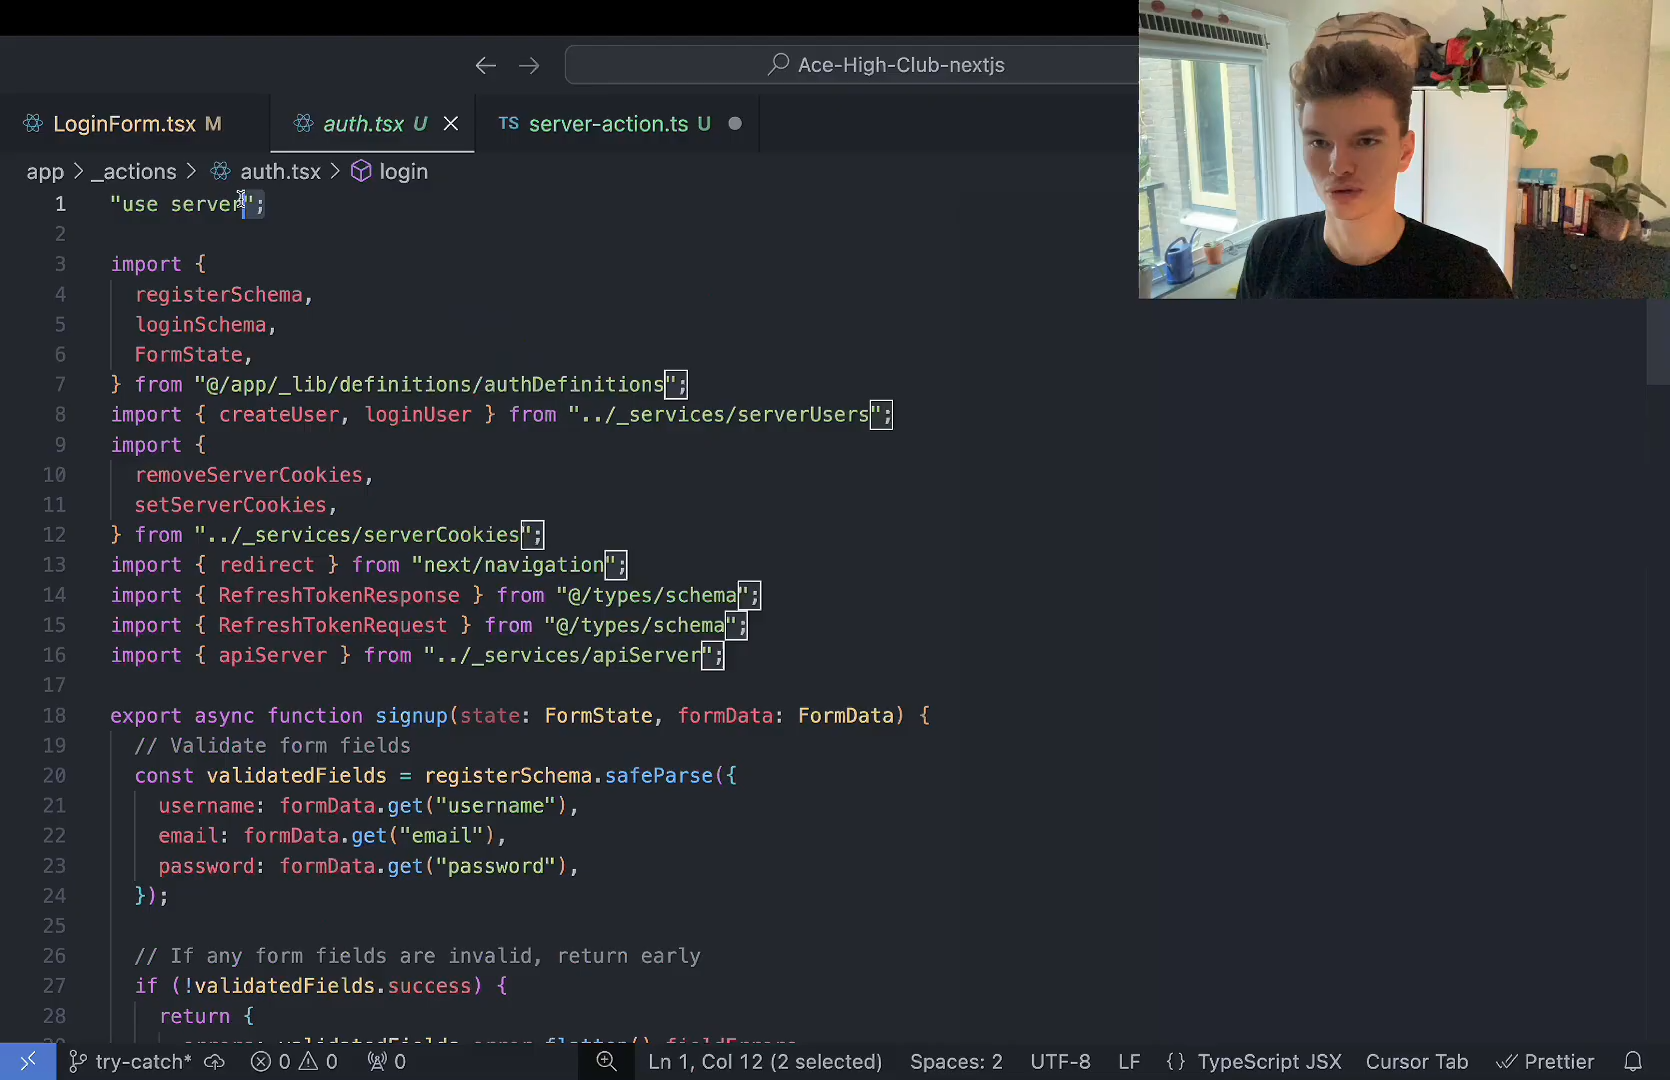 Ace-High-Club-nextjs
LoginForm.tsx M
auth.tsx U
TS server-action.ts U
app > _actions > auth.tsx > login
1 "use server";
2
3 import {
4 registerSchema,
5 loginSchema,
6 FormState,
7 } from "@/app/_lib/definitions/authDefinitions";
8 import { createUser, loginUser } from "../_services/serverUsers";
9 import {
10 removeServerCookies,
11 setServerCookies,
12 } from "../_services/serverCookies";
13 import { redirect } from "next/navigation";
14 import { RefreshTokenResponse } from "@/types/schema";
15 import { RefreshTokenRequest } from "@/types/schema";
16 import { apiServer } from "../_services/apiServer";
17
18 export async function signup(state: FormState, formData: FormData) {
19 // Validate form fields
20 const validatedFields = registerSchema.safeParse({
21 username: formData.get("username"),
22 email: formData.get("email"),
23 password: formData.get("password"),
24 });
25
26 // If any form fields are invalid, return early
27 if (!validatedFields.success) {
28 return {
errors: validatedFields.error.flatten().fieldErrors
try-catch* 0 0 0 Ln 1, Col 12 (2 selected) Spaces: 2 UTF-8 LF {} TypeScript JSX Cursor Tab Prettier